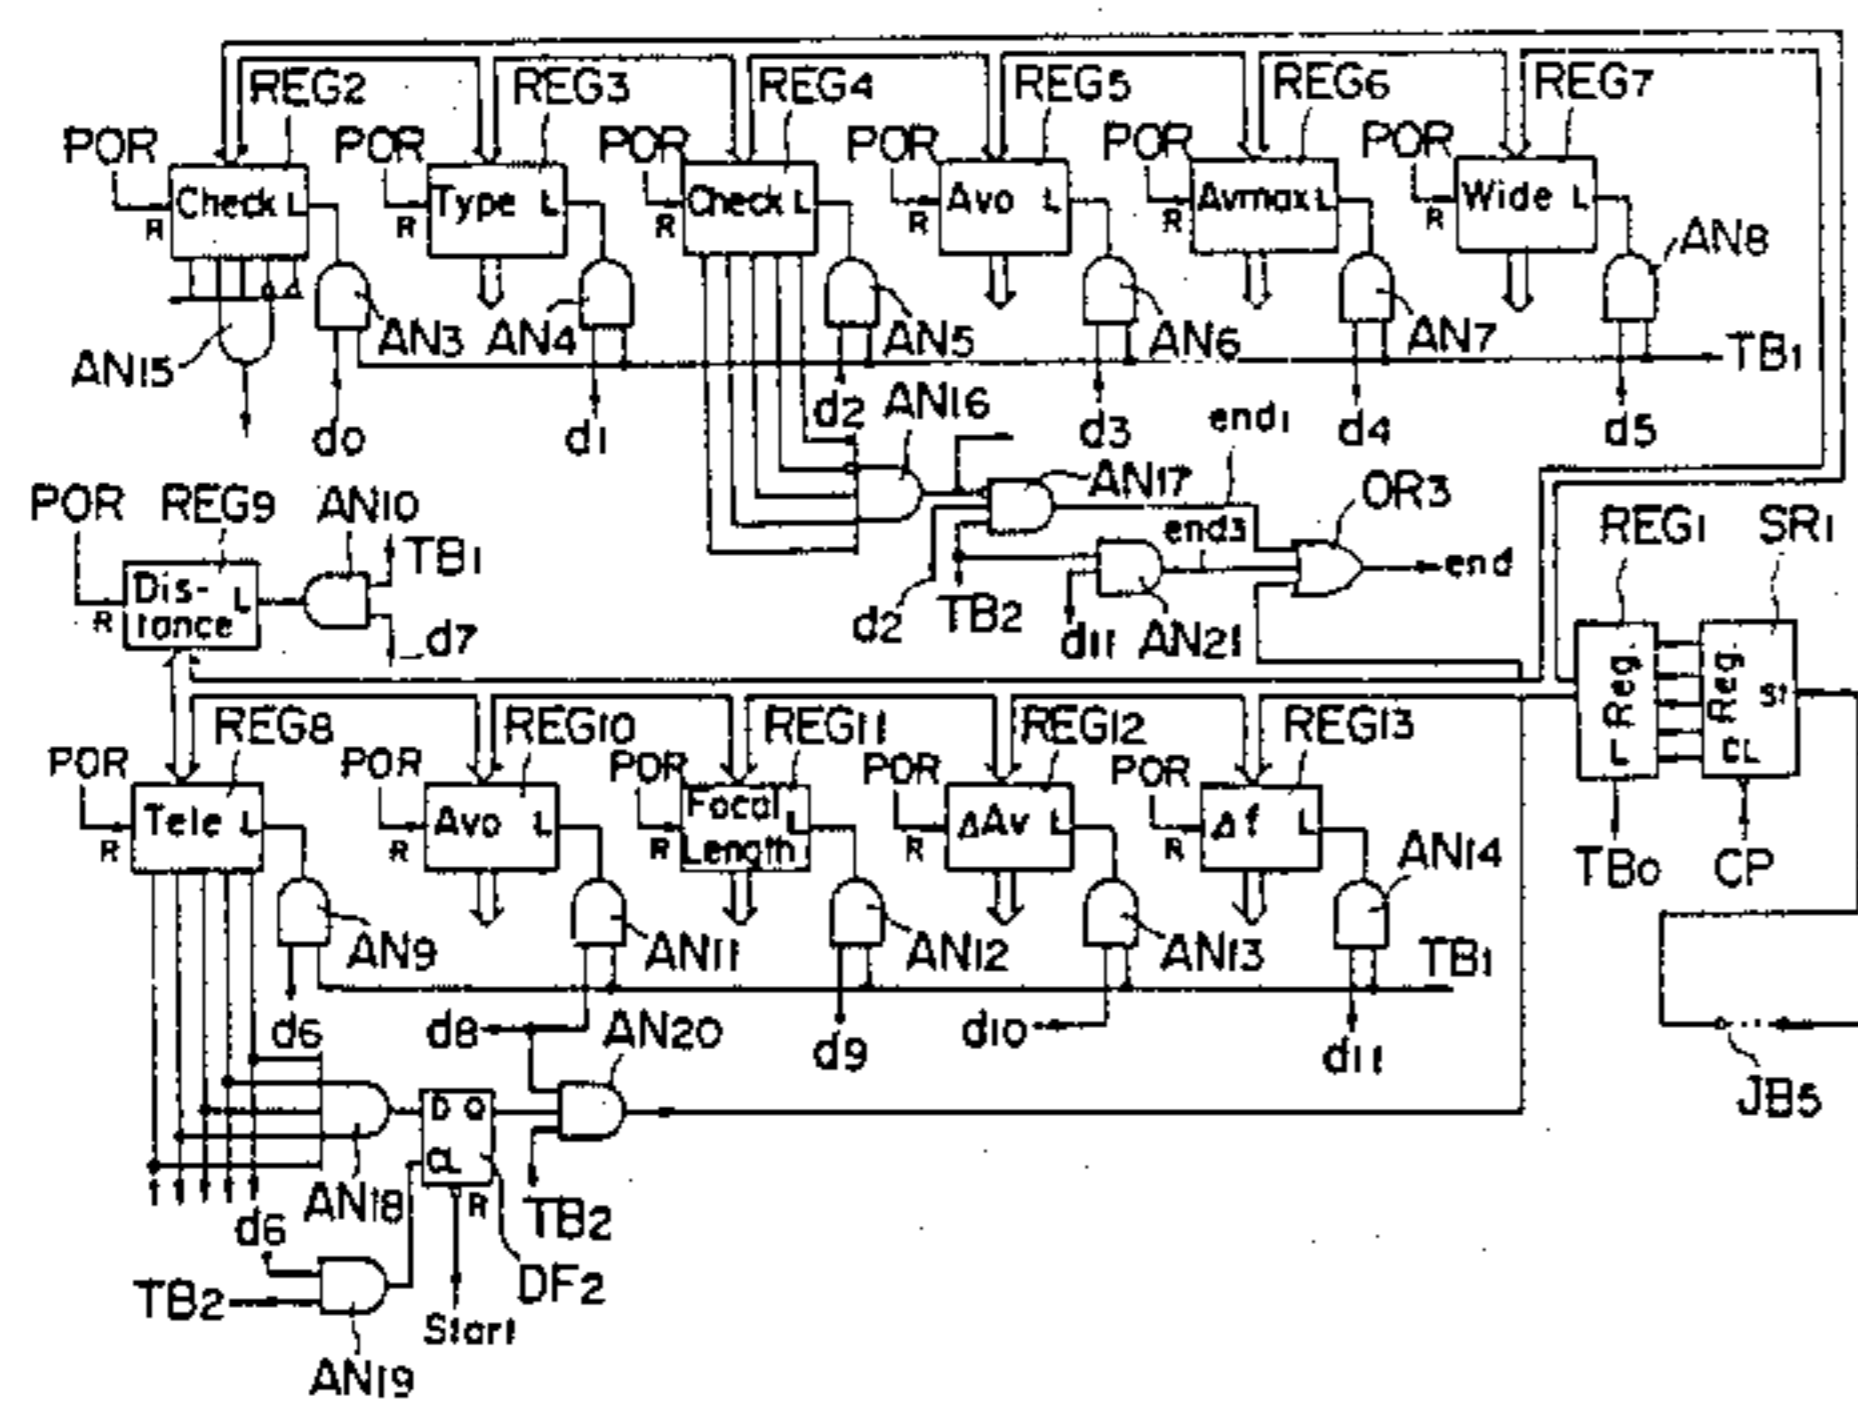 REG2 REG3 REG4 REG5 REG6 REG7
POR POR POR POR POR POR
Check L Type L Check L Avo L Avmax L Wide L
R R R R R R
AN8
AN15 AN3 AN4 AN5 AN6 AN7 TB1
d0 d1 d2 AN16 d3 end1 d4 d5
POR REG9 AN10 AN17 OR3
TB1 end3 end REG1 SR1
Dis-
tance L
R d7 d2 TB2 d11 AN21
Reg. L Reg. SI CL
REG8 REG10 REG11 REG12 REG13
POR POR POR POR POR
Tele L Avo L Focal
Length L ΔAv L Δf L
R R R R R
AN14 TB0 CP
AN9 AN11 AN12 AN13 TB1
d6 d8 AN20 d9 d10 d11
JB5
D Q
CL
R
AN18
d6 TB2
TB2 DF2
Start
AN19